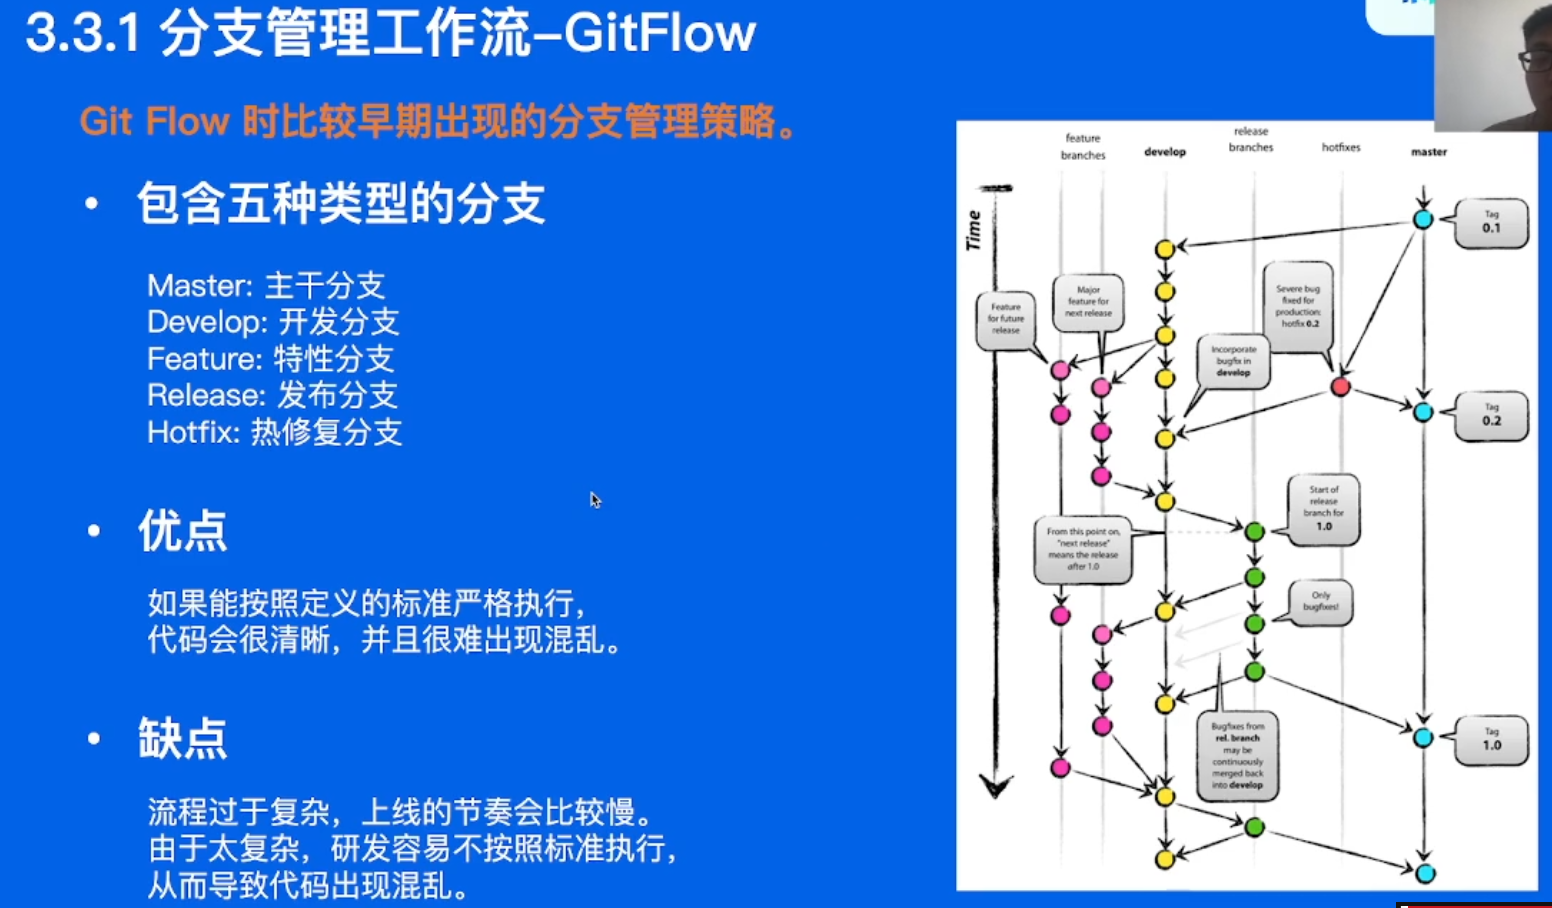 3.3.1 分支管理工作流–GitFlow
Git Flow 时比较早期出现的分支管理策略。
• 包含五种类型的分支
Master: 主干分支
Develop: 开发分支
Feature: 特性分支
Release: 发布分支
Hotfix: 热修复分支
• 优点
如果能按照定义的标准严格执行，
代码会很清晰，并且很难出现混乱。
• 缺点
流程过于复杂，上线的节奏会比较慢。
由于太复杂，研发容易不按照标准执行，
从而导致代码出现混乱。
feature
branches
develop
release
branches
hotfixes
master
Time
Tag
0.1
Feature
for future
release
Major
feature for
next release
Severe bug
fixed for
production:
hotfix 0.2
Incorporate
bugfix in
develop
Tag
0.2
Start of
release
branch for
1.0
From this point on,
"next release"
means the release
after 1.0
Only
bugfixes!
Bugfixes from
rel. branch
may be
continuously
merged back
into develop
Tag
1.0